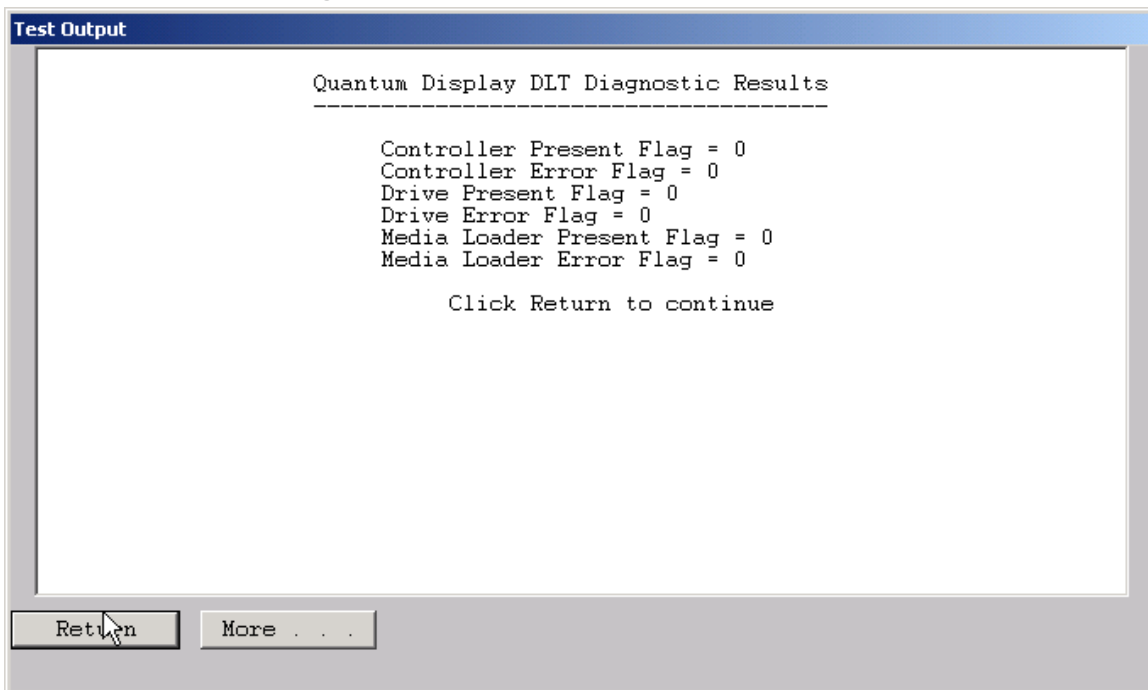 Test Output
Quantum Display DLT Diagnostic Results
--------------------------------------
Controller Present Flag = 0
Controller Error Flag = 0
Drive Present Flag = 0
Drive Error Flag = 0
Media Loader Present Flag = 0
Media Loader Error Flag = 0
Click Return to continue
Return
More . . .